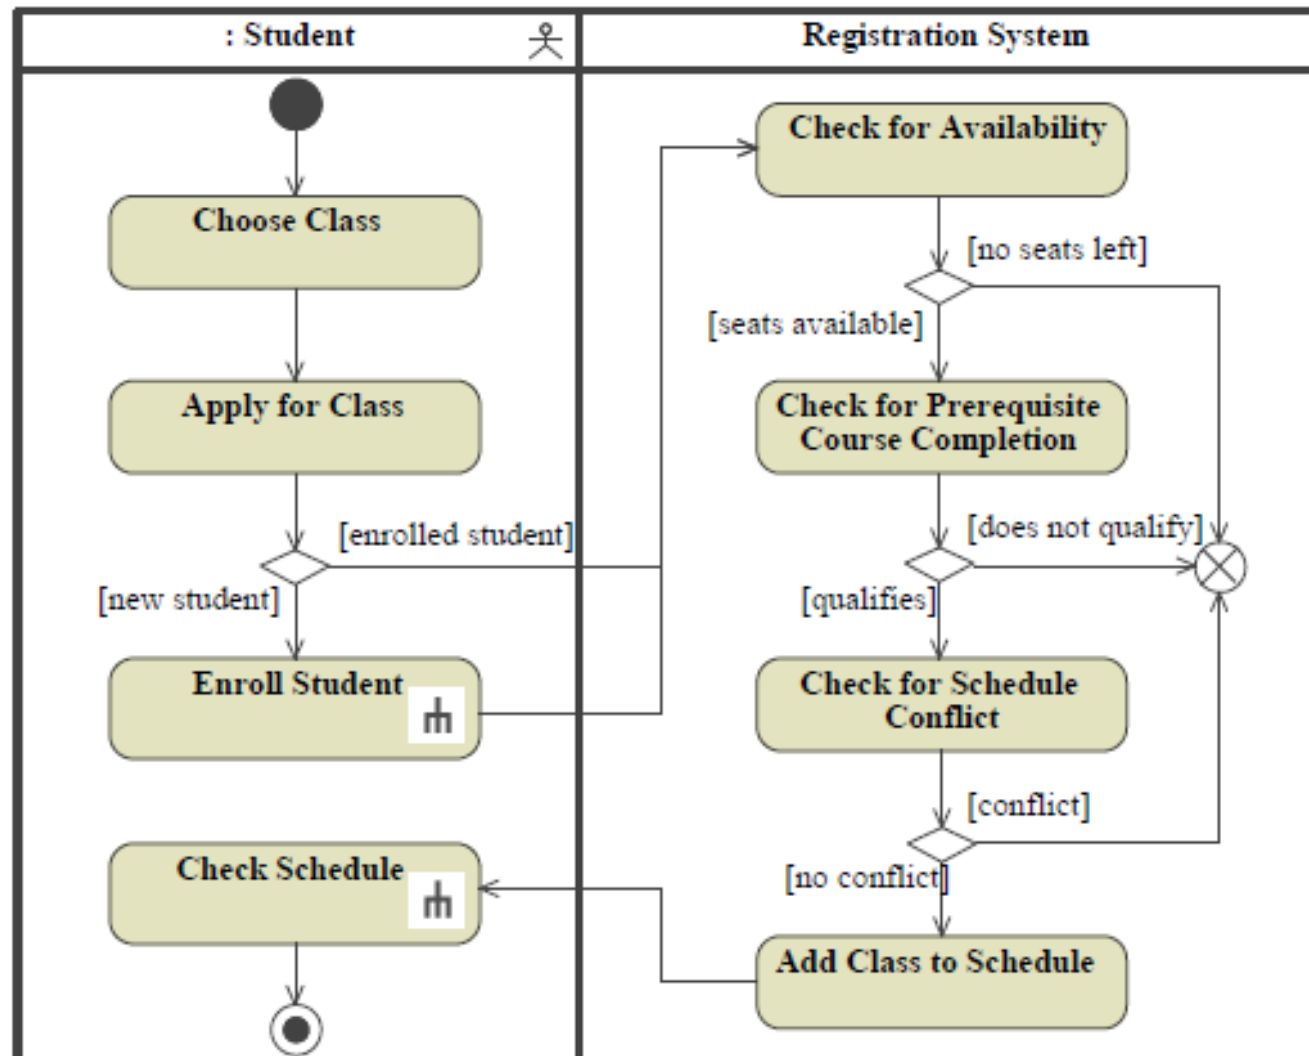 : Student
Registration System
Choose Class
Apply for Class
[enrolled student]
[new student]
Enroll Student
Check Schedule
Check for Availability
[no seats left]
[seats available]
Check for Prerequisite
Course Completion
[does not qualify]
[qualifies]
Check for Schedule
Conflict
[conflict]
[no conflict]
Add Class to Schedule